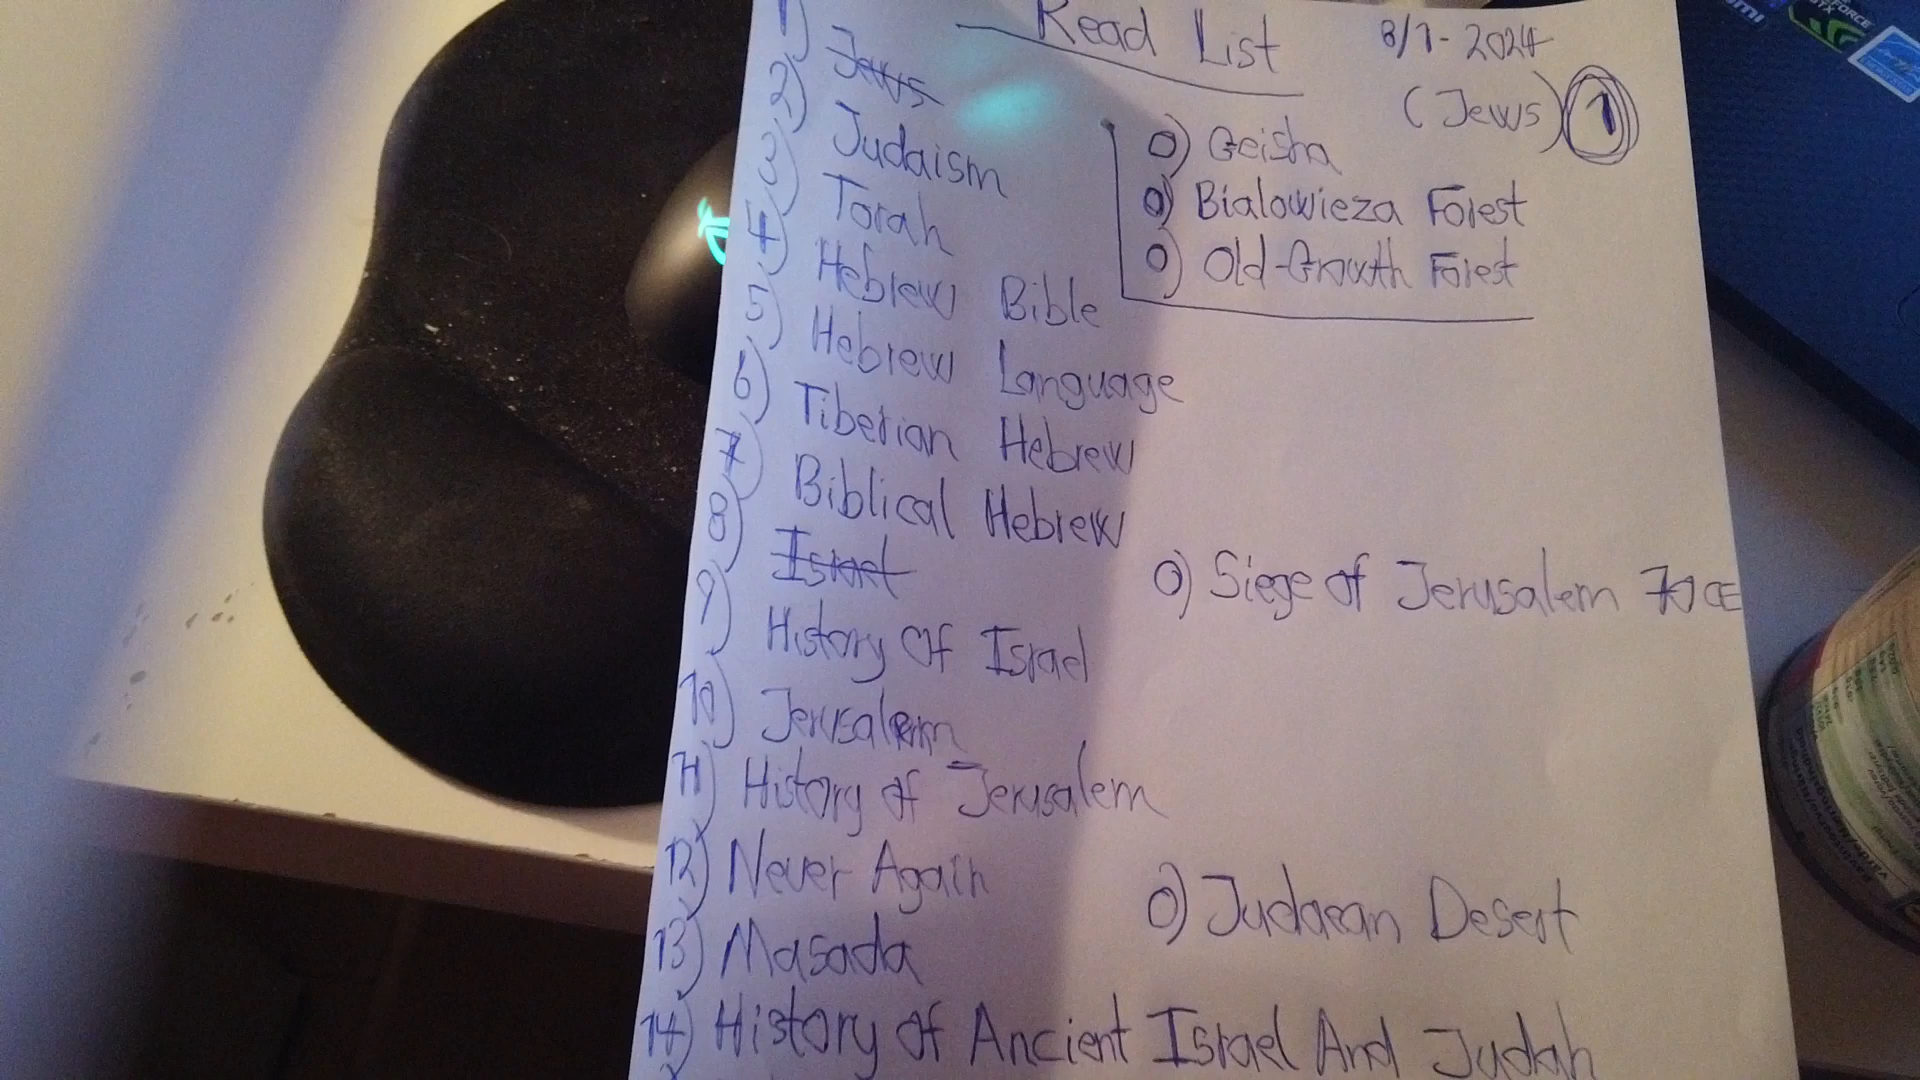 Read List
8/1-2024
(Jews) 1
1) Jews
2) Judaism
3) Torah
4) Hebrew Bible
5) Hebrew Language
6) Tiberian Hebrew
7) Biblical Hebrew
8) Israel
9) History Of Israel
10) Jerusalem
11) History of Jerusalem
12) Never Again
13) Masada
14) History of Ancient Israel And Judah
0) Geisha
0) Bialowieza Forest
0) Old-Growth Forest
0) Siege of Jerusalem 70 CE
0) Judaean Desert